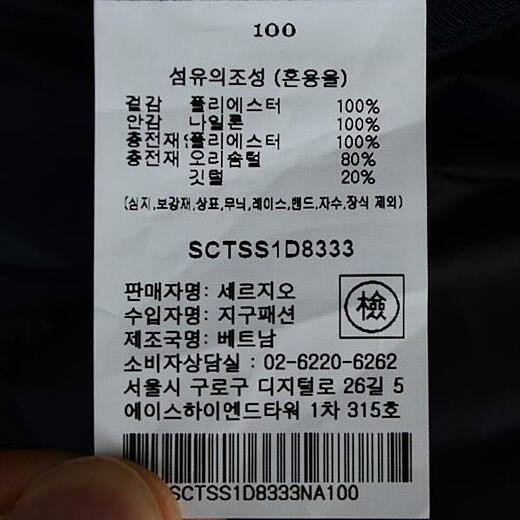 100
섬유의조성 (혼용율)
겉감 폴리에스터 100%
안감 나일론 100%
충전재 폴리에스터 100%
충전재 오리솜털 80%
깃털 20%
(심지,보강재,상표,무늬,레이스,밴드,자수,장식 제외)
SCTSS1D8333
판매자명: 세르지오
수입자명: 지구패션
제조국명: 베트남
檢
소비자상담실 : 02-6220-6262
서울시 구로구 디지털로 26길 5
에이스하이엔드타워 1차 315호
SCTSS1D8333NA100